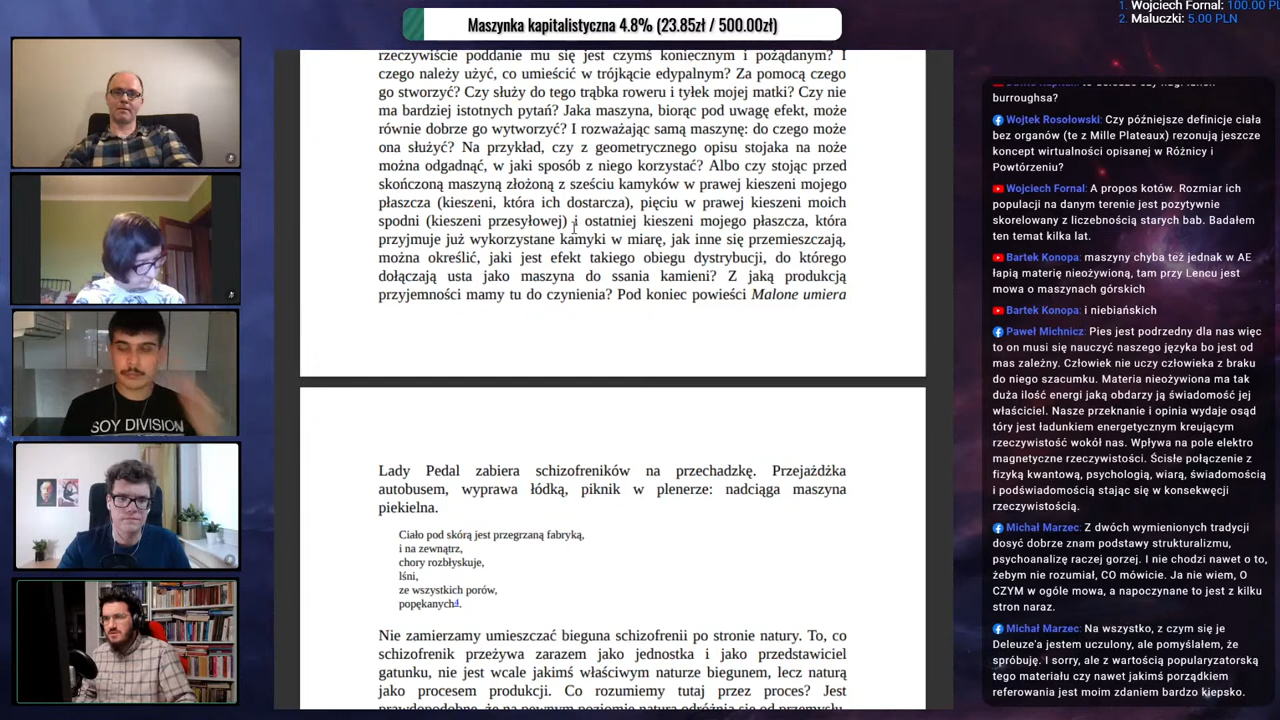 Maszynka kapitalistyczna 4.8% (23.85zł / 500.00zł)
1. Wojciech Fornal: 100.00 PL
2. Maluczki: 5.00 PLN
SOY DIVISION
rzeczywiście poddanie mu się jest czymś koniecznym i pożądanym? I
czego należy użyć, co umieścić w trójkącie edypalnym? Za pomocą czego
go stworzyć? Czy służy do tego trąbka roweru i tyłek mojej matki? Czy nie
ma bardziej istotnych pytań? Jaka maszyna, biorąc pod uwagę efekt, może
równie dobrze go wytworzyć? I rozważając samą maszynę: do czego może
ona służyć? Na przykład, czy z geometrycznego opisu stojaka na noże
można odgadnąć, w jaki sposób z niego korzystać? Albo czy stojąc przed
skończoną maszyną złożoną z sześciu kamyków w prawej kieszeni mojego
płaszcza (kieszeni, która ich dostarcza), pięciu w prawej kieszeni moich
spodni (kieszeni przesyłowej) i ostatniej kieszeni mojego płaszcza, która
przyjmuje już wykorzystane kamyki w miarę, jak inne się przemieszczają,
można określić, jaki jest efekt takiego obiegu dystrybucji, do którego
dołączają usta jako maszyna do ssania kamieni? Z jaką produkcją
przyjemności mamy tu do czynienia? Pod koniec powieści Malone umiera
Lady Pedal zabiera schizofreników na przechadzkę. Przejażdżka
autobusem, wyprawa łódką, piknik w plenerze: nadciąga maszyna
piekielna.
Ciało pod skórą jest przegrzaną fabryką,
i na zewnątrz,
chory rozbłyskuje,
lśni,
ze wszystkich porów,
popękanych4.
Nie zamierzamy umieszczać bieguna schizofrenii po stronie natury. To, co
schizofrenik przeżywa zarazem jako jednostka i jako przedstawiciel
gatunku, nie jest wcale jakimś właściwym naturze biegunem, lecz naturą
jako procesem produkcji. Co rozumiemy tutaj przez proces? Jest
prawdopodobne, że na pewnym poziomie natura odróżnia się od przemysłu,
burroughsa?
Wojtek Rosołowski: Czy późniejsze definicje ciała
bez organów (te z Mille Plateaux) rezonują jeszcze
koncept wirtualności opisanej w Różnicy i
Powtórzeniu?
Wojciech Fornal: A propos kotów. Rozmiar ich
populacji na danym terenie jest pozytywnie
skorelowany z liczebnością starych bab. Badałem
ten temat kilka lat.
Bartek Konopa: maszyny chyba też jednak w AE
łapią materię nieożywioną, tam przy Lencu jest
mowa o maszynach górskich
Bartek Konopa: i niebiańskich
Paweł Michnicz: Pies jest podrzedny dla nas więc
to on musi się nauczyć naszego języka bo jest od
mas zależny. Człowiek nie uczy człowieka z braku
do niego szacumku. Materia nieożywiona ma tak
duża ilość energi jaką obdarzy ją świadomość jej
właściciel. Nasze przeknanie i opinia wydaje osąd
tóry jest ładunkiem energetycznym kreującym
rzeczywistość wokół nas. Wpływa na pole elektro
magnetyczne rzeczywistości. Ścisłe połączenie z
fizyką kwantową, psychologią, wiarą, świadomością
i podświadomością stając się w konsekwęcji
rzeczywistością.
Michał Marzec: Z dwóch wymienionych tradycji
dosyć dobrze znam podstawy strukturalizmu,
psychoanalizę raczej gorzej. I nie chodzi nawet o to,
żebym nie rozumiał, CO mówicie. Ja nie wiem, O
CZYM w ogóle mowa, a napoczynane to jest z kilku
stron naraz.
Michał Marzec: Na wszystko, z czym się je
Deleuze'a jestem uczulony, ale pomyślałem, że
spróbuję. I sorry, ale z wartością popularyzatorską
tego materiału czy nawet jakimś porządkiem
referowania jest moim zdaniem bardzo kiepsko.